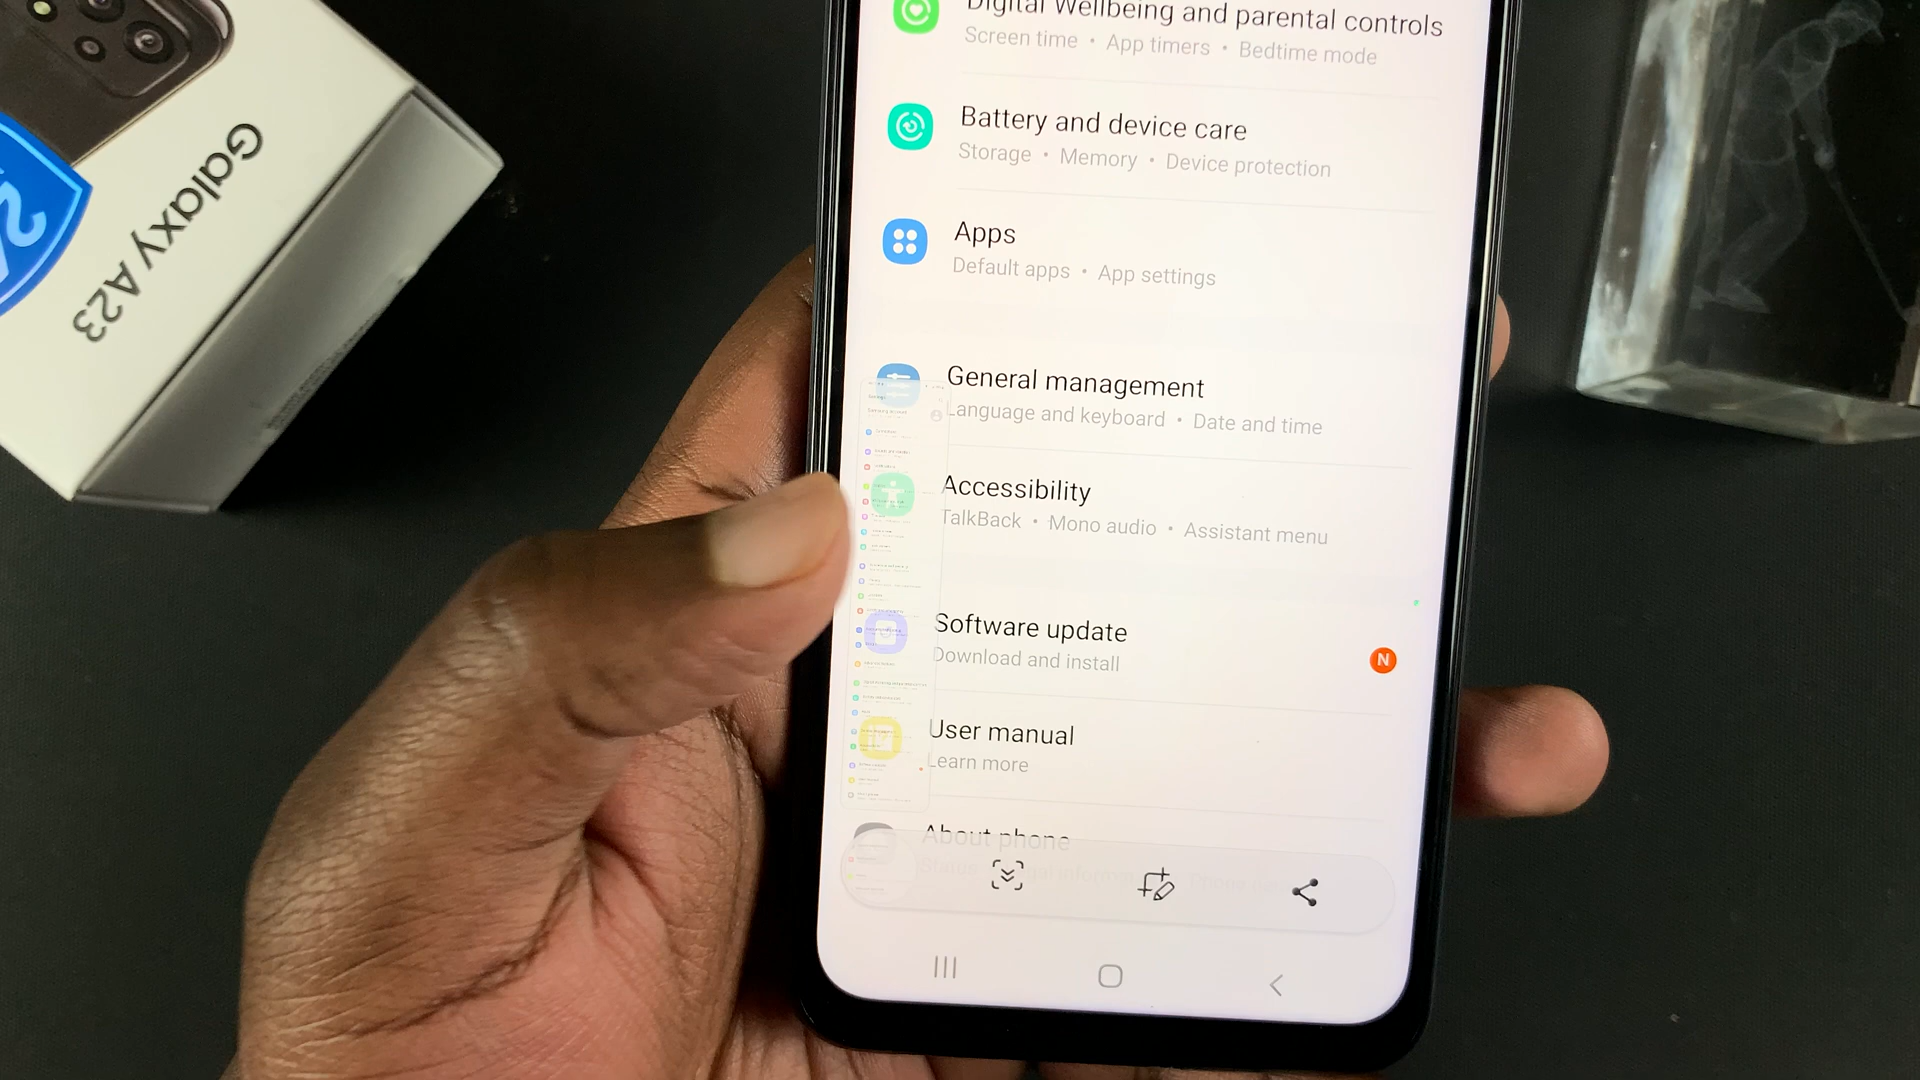 Galaxy A23
24
Digital Wellbeing and parental controls
Screen time • App timers • Bedtime mode
Battery and device care
Storage • Memory • Device protection
Apps
Default apps • App settings
General management
Language and keyboard • Date and time
Accessibility
TalkBack • Mono audio • Assistant menu
Software update
Download and install
N
User manual
Learn more
About phone
Status